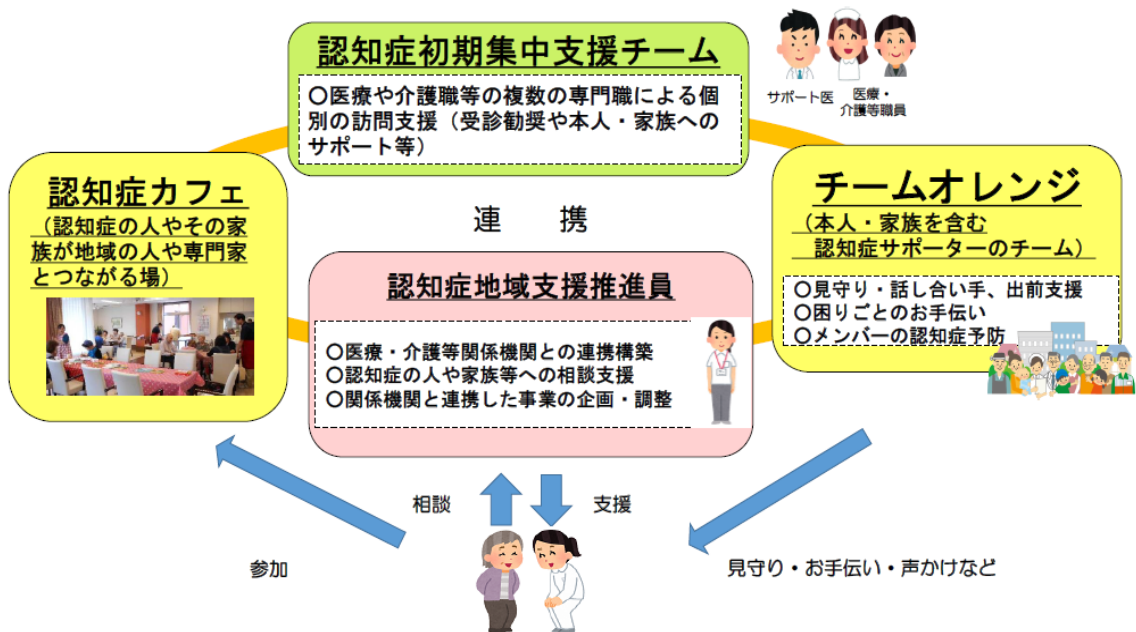 認知症初期集中支援チーム
○医療や介護職等の複数の専門職による個
別の訪問支援（受診勧奨や本人・家族への
サポート等）
サポート医
医療・
介護等職員
認知症カフェ
（認知症の人やその家
族が地域の人や専門家
とつながる場）
連　携
チームオレンジ
（本人・家族を含む
認知症サポーターのチーム）
○見守り・話し合い手、出前支援
○困りごとのお手伝い
○メンバーの認知症予防
認知症地域支援推進員
○医療・介護等関係機関との連携構築
○認知症の人や家族等への相談支援
○関係機関と連携した事業の企画・調整
相談
支援
参加
見守り・お手伝い・声かけなど